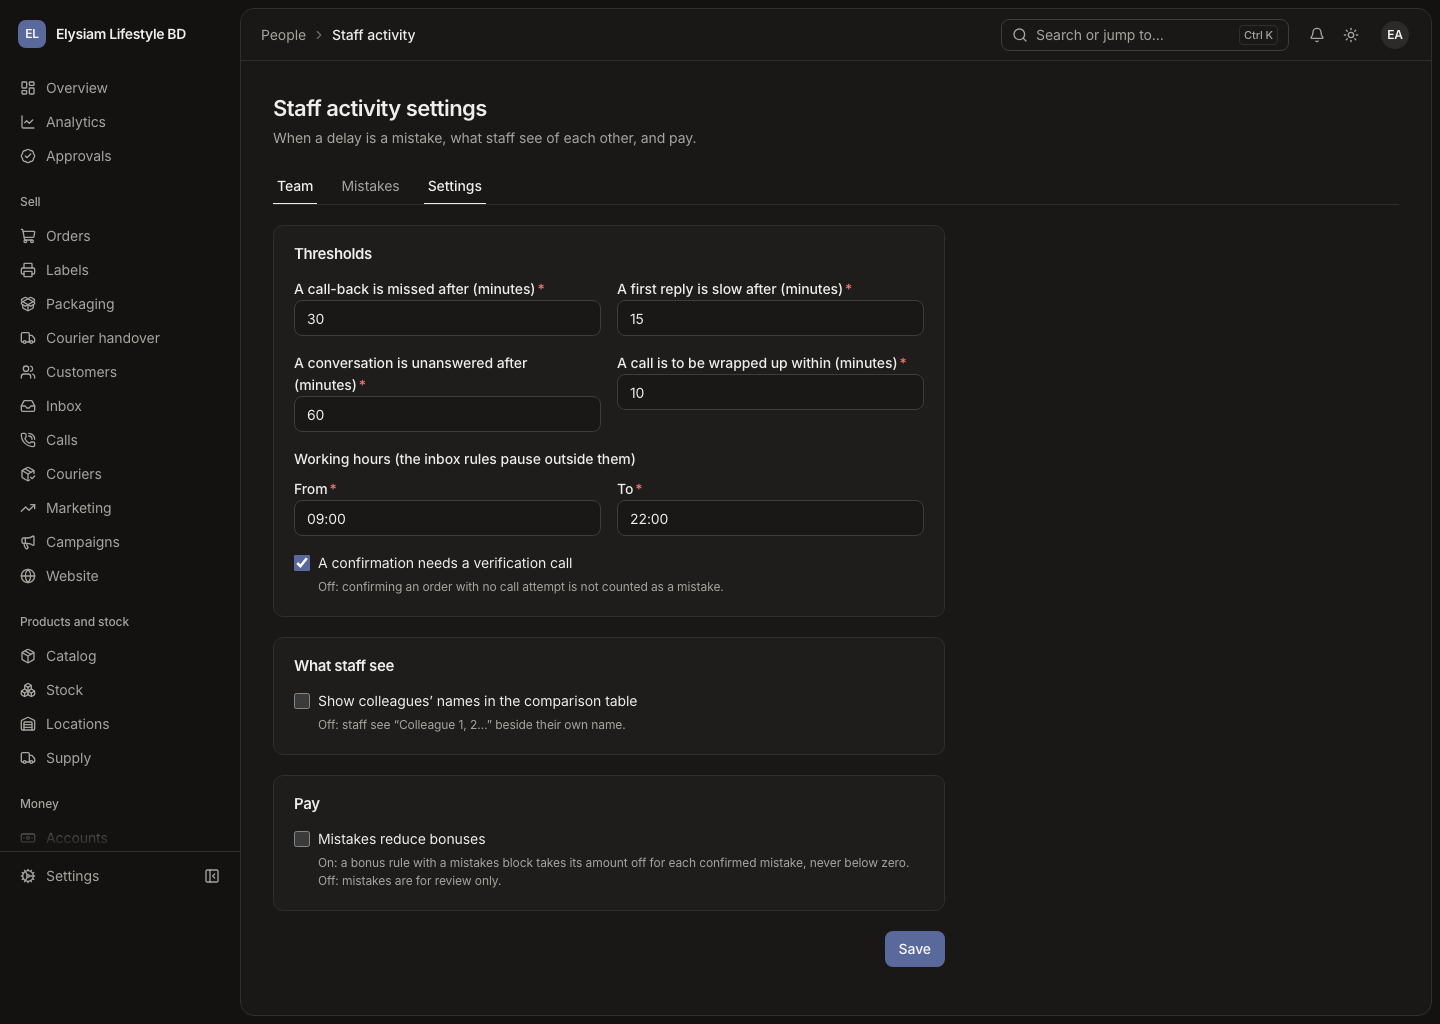 EL
Elysiam Lifestyle BD
Overview
Analytics
Approvals
Sell
Orders
Labels
Packaging
Courier handover
Customers
Inbox
Calls
Couriers
Marketing
Campaigns
Website
Products and stock
Catalog
Stock
Locations
Supply
Money
Accounts
Settings
People > Staff activity
Search or jump to... Ctrl K
EA
Staff activity settings
When a delay is a mistake, what staff see of each other, and pay.
Team Mistakes Settings
Thresholds
A call-back is missed after (minutes)*
30
A first reply is slow after (minutes)*
15
A conversation is unanswered after
(minutes)*
60
A call is to be wrapped up within (minutes)*
10
Working hours (the inbox rules pause outside them)
From*
09:00
To*
22:00
A confirmation needs a verification call
Off: confirming an order with no call attempt is not counted as a mistake.
What staff see
Show colleagues’ names in the comparison table
Off: staff see “Colleague 1, 2...” beside their own name.
Pay
Mistakes reduce bonuses
On: a bonus rule with a mistakes block takes its amount off for each confirmed mistake, never below zero.
Off: mistakes are for review only.
Save